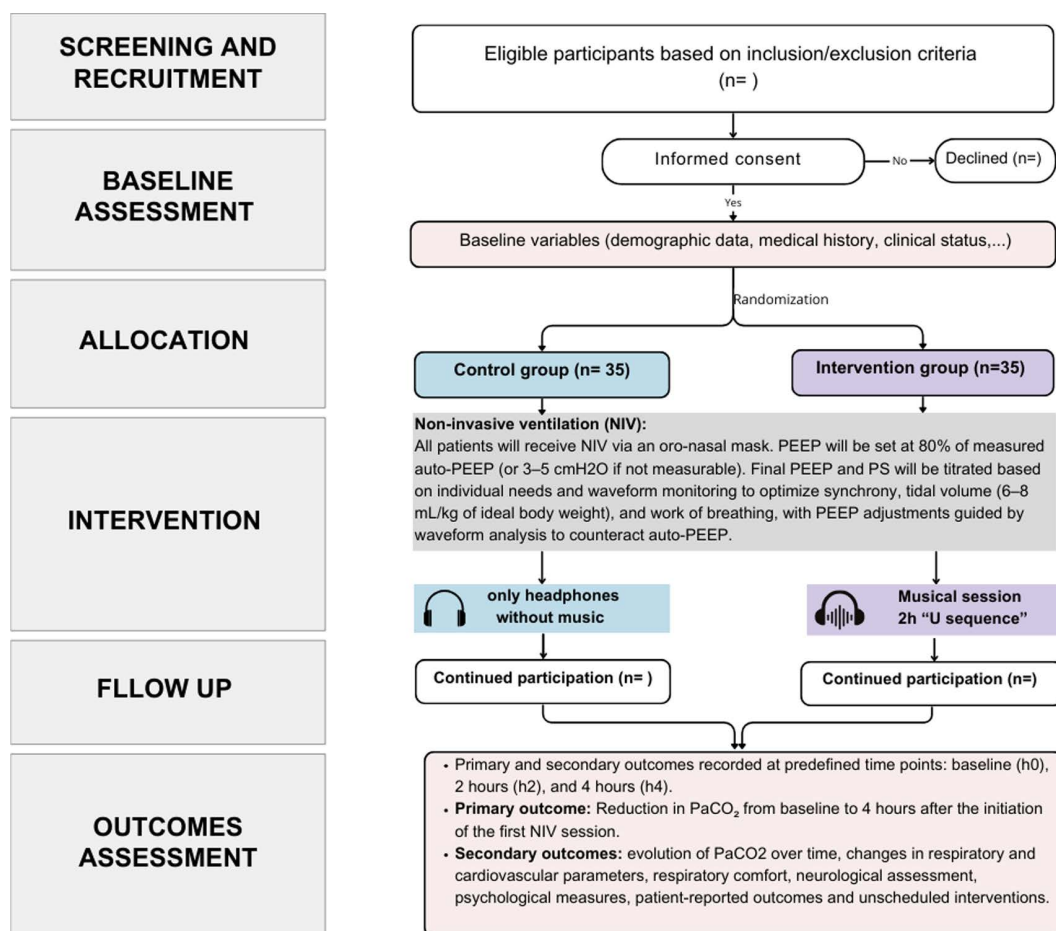 SCREENING AND
RECRUITMENT
Eligible participants based on inclusion/exclusion criteria
(n= )
BASELINE
ASSESSMENT
Informed consent
No
Declined (n=)
Yes
Baseline variables (demographic data, medical history, clinical status,...)
ALLOCATION
Randomization
Control group (n= 35)
Intervention group (n=35)
INTERVENTION
Non-invasive ventilation (NIV):
All patients will receive NIV via an oro-nasal mask. PEEP will be set at 80% of measured
auto-PEEP (or 3–5 cmH2O if not measurable). Final PEEP and PS will be titrated based
on individual needs and waveform monitoring to optimize synchrony, tidal volume (6–8
mL/kg of ideal body weight), and work of breathing, with PEEP adjustments guided by
waveform analysis to counteract auto-PEEP.
only headphones
without music
Musical session
2h “U sequence”
FLLOW UP
Continued participation (n= )
Continued participation (n=)
OUTCOMES
ASSESSMENT
• Primary and secondary outcomes recorded at predefined time points: baseline (h0),
2 hours (h2), and 4 hours (h4).
• Primary outcome: Reduction in PaCO₂ from baseline to 4 hours after the initiation
of the first NIV session.
• Secondary outcomes: evolution of PaCO2 over time, changes in respiratory and
cardiovascular parameters, respiratory comfort, neurological assessment,
psychological measures, patient-reported outcomes and unscheduled interventions.